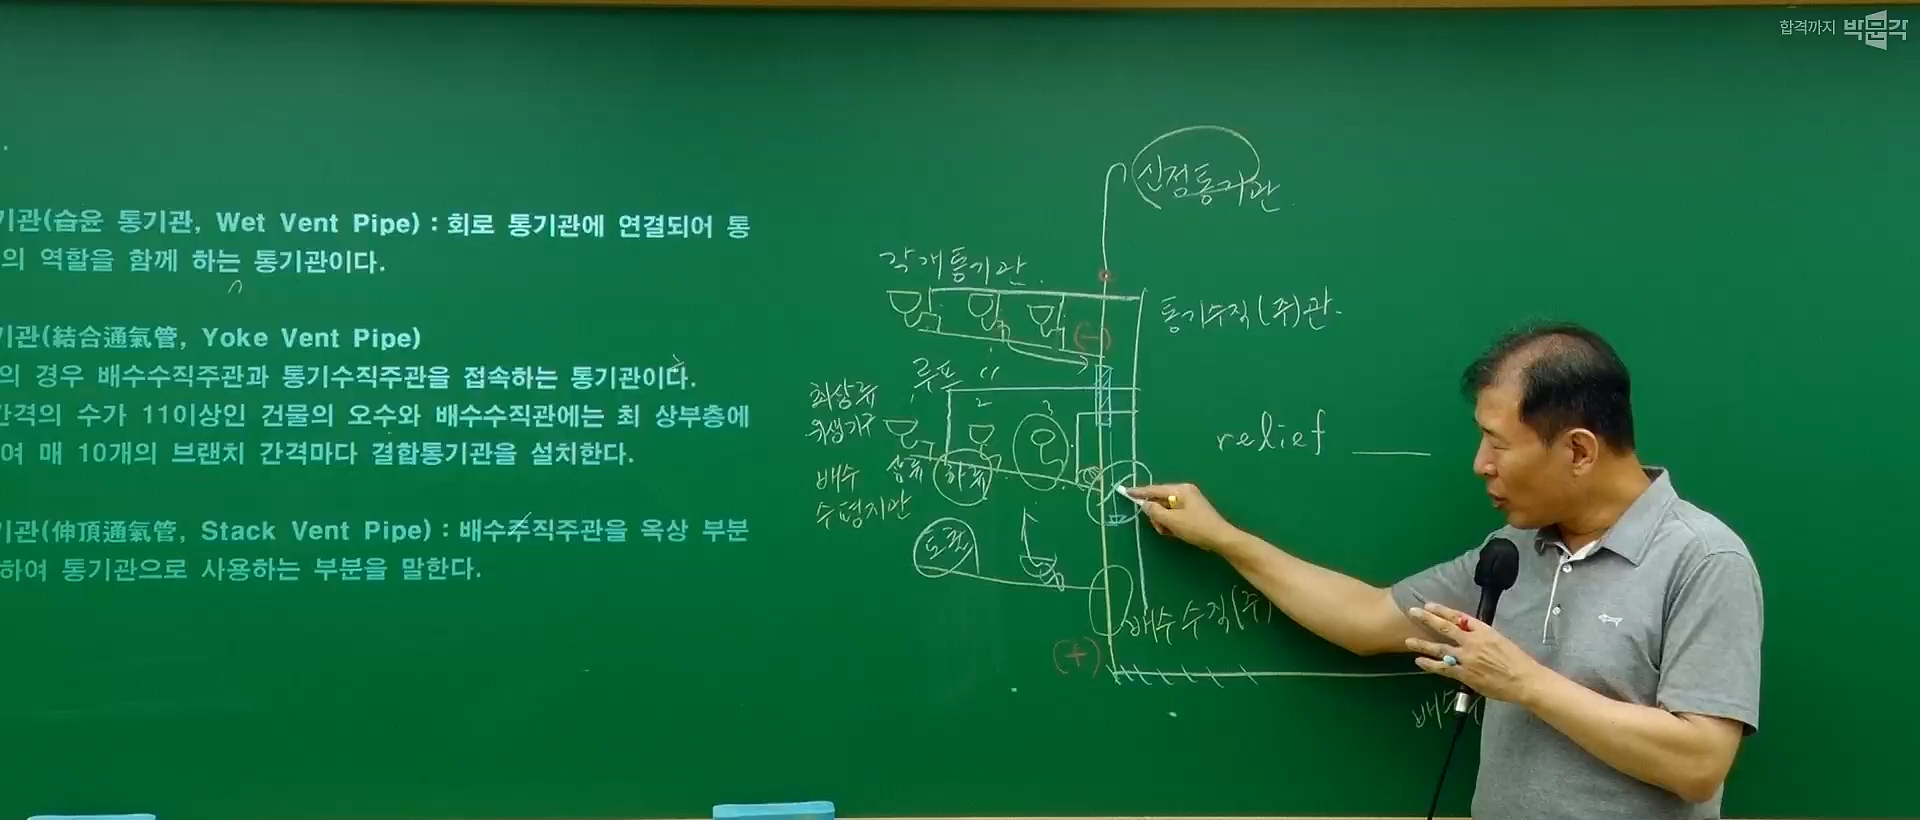 합격까지 박문각
기관(습윤 통기관, Wet Vent Pipe) : 회로 통기관에 연결되어 통
의 역할을 함께 하는 통기관이다.
기관(結合通氣管, Yoke Vent Pipe)
의 경우 배수수직주관과 통기수직주관을 접속하는 통기관이다.
간격의 수가 11이상인 건물의 오수와 배수수직관에는 최 상부층에
여 매 10개의 브랜치 간격마다 결합통기관을 설치한다.
기관(伸頂通氣管, Stack Vent Pipe) : 배수주직주관을 옥상 부분
하여 통기관으로 사용하는 부분을 말한다.
신정통기관
각개통기관
통기수직(주)관
(-)
루프 〃
최상류
위생기구
2
3
relief
배수
상류
하류
수평지관
도피
배수수직(주)
(+)
배수